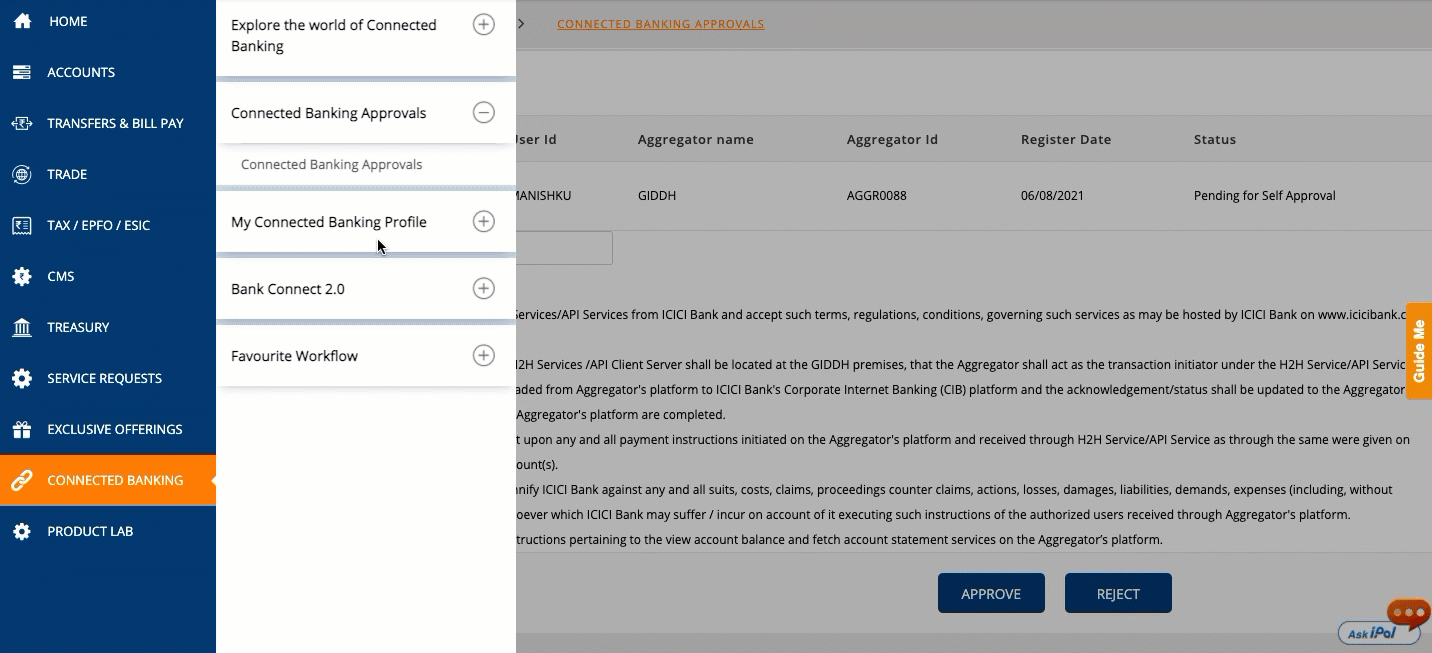 HOME
ACCOUNTS
TRANSFERS & BILL PAY
TRADE
TAX / EPFO / ESIC
CMS
TREASURY
SERVICE REQUESTS
EXCLUSIVE OFFERINGS
CONNECTED BANKING
PRODUCT LAB
Explore the world of Connected
Banking
Connected Banking Approvals
Connected Banking Approvals
My Connected Banking Profile
Bank Connect 2.0
Favourite Workflow
CONNECTED BANKING APPROVALS
Id Aggregator name Aggregator Id Register Date Status
GIDDH AGGR0088 06/08/2021 Pending for Self Approval
Services/API Services from ICICI Bank and accept such terms, regulations, conditions, governing such services as may be hosted by ICICI Bank on
Services /API Client Server shall be located at the GIDDH premises, that the Aggregator shall act as the transaction initiator under the H2H Service/API
from Aggregator's platform to ICICI Bank's Corporate Internet Banking (CIB) platform and the acknowledgement/status shall be updated to the Aggregator
Aggregator's platform are completed.
upon any and all payment instructions initiated on the Aggregator's platform and received through H2H Service/API Service as through the same were given on
ICICI Bank against any and all suits, costs, claims, proceedings counter claims, actions, losses, damages, liabilities, demands, expenses (including, without
which ICICI Bank may suffer / incur on account of it executing such instructions of the authorized users received through Aggregator's platform.
pertaining to the view account balance and fetch account statement services on the Aggregator's platform.
APPROVE REJECT
Guide Me
Ask iPal